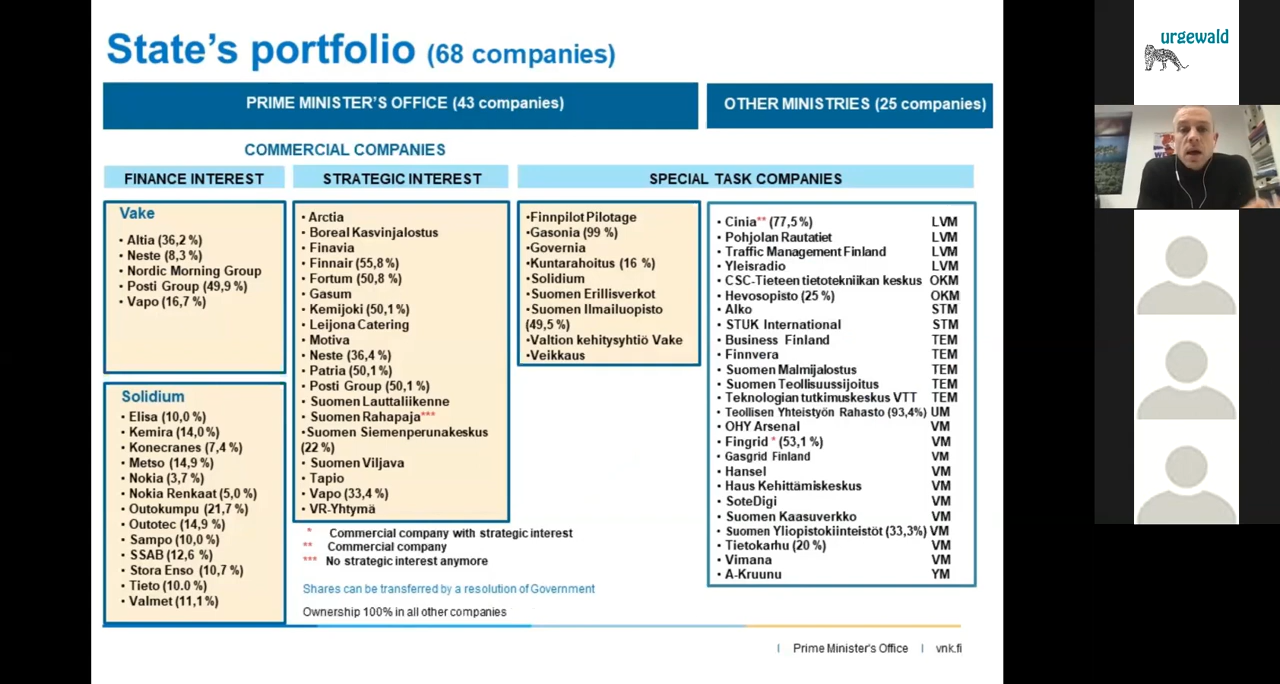 State's portfolio (68 companies)
PRIME MINISTER'S OFFICE (43 companies)
OTHER MINISTRIES (25 companies)
COMMERCIAL COMPANIES
FINANCE INTEREST
STRATEGIC INTEREST
SPECIAL TASK COMPANIES
Vake
• Altia (36,2 %)
• Neste (8,3 %)
• Nordic Morning Group
• Posti Group (49,9 %)
• Vapo (16,7 %)
Solidium
• Elisa (10,0 %)
• Kemira (14,0 %)
• Konecranes (7,4 %)
• Metso (14,9 %)
• Nokia (3,7 %)
• Nokia Renkaat (5,0 %)
• Outokumpu (21,7 %)
• Outotec (14,9 %)
• Sampo (10,0 %)
• SSAB (12,6 %)
• Stora Enso (10,7 %)
• Tieto (10.0 %)
• Valmet (11,1 %)
• Arctia
• Boreal Kasvinjalostus
• Finavia
• Finnair (55,8 %)
• Fortum (50,8 %)
• Gasum
• Kemijoki (50,1 %)
• Leijona Catering
• Motiva
• Neste (36,4 %)
• Patria (50,1 %)
• Posti Group (50,1 %)
• Suomen Lauttaliikenne
• Suomen Rahapaja***
•Suomen Siemenperunakeskus
(22 %)
• Suomen Viljava
• Tapio
• Vapo (33,4 %)
• VR-Yhtymä
•Finnpilot Pilotage
•Gasonia (99 %)
•Governia
•Kuntarahoitus (16 %)
•Solidium
•Suomen Erillisverkot
•Suomen Ilmailuopisto
(49,5 %)
•Valtion kehitysyhtiö Vake
•Veikkaus
• Cinia** (77,5 %) LVM
• Pohjolan Rautatiet LVM
• Traffic Management Finland LVM
• Yleisradio LVM
• CSC-Tieteen tietotekniikan keskus OKM
• Hevosopisto (25 %) OKM
• Alko STM
• STUK International STM
• Business Finland TEM
• Finnvera TEM
• Suomen Malmijalostus TEM
• Suomen Teollisuussijoitus TEM
• Teknologian tutkimuskeskus VTT TEM
• Teollisen Yhteistyön Rahasto (93,4%) UM
• OHY Arsenal VM
• Fingrid * (53,1 %) VM
• Gasgrid Finland VM
• Hansel VM
• Haus Kehittämiskeskus VM
• SoteDigi VM
• Suomen Kaasuverkko VM
• Suomen Yliopistokiinteistöt (33,3%) VM
• Tietokarhu (20 %) VM
• Vimana VM
• A-Kruunu YM
* Commercial company with strategic interest
** Commercial company
*** No strategic interest anymore
Shares can be transferred by a resolution of Government
Ownership 100% in all other companies
| Prime Minister's Office | vnk.fi
urgewald